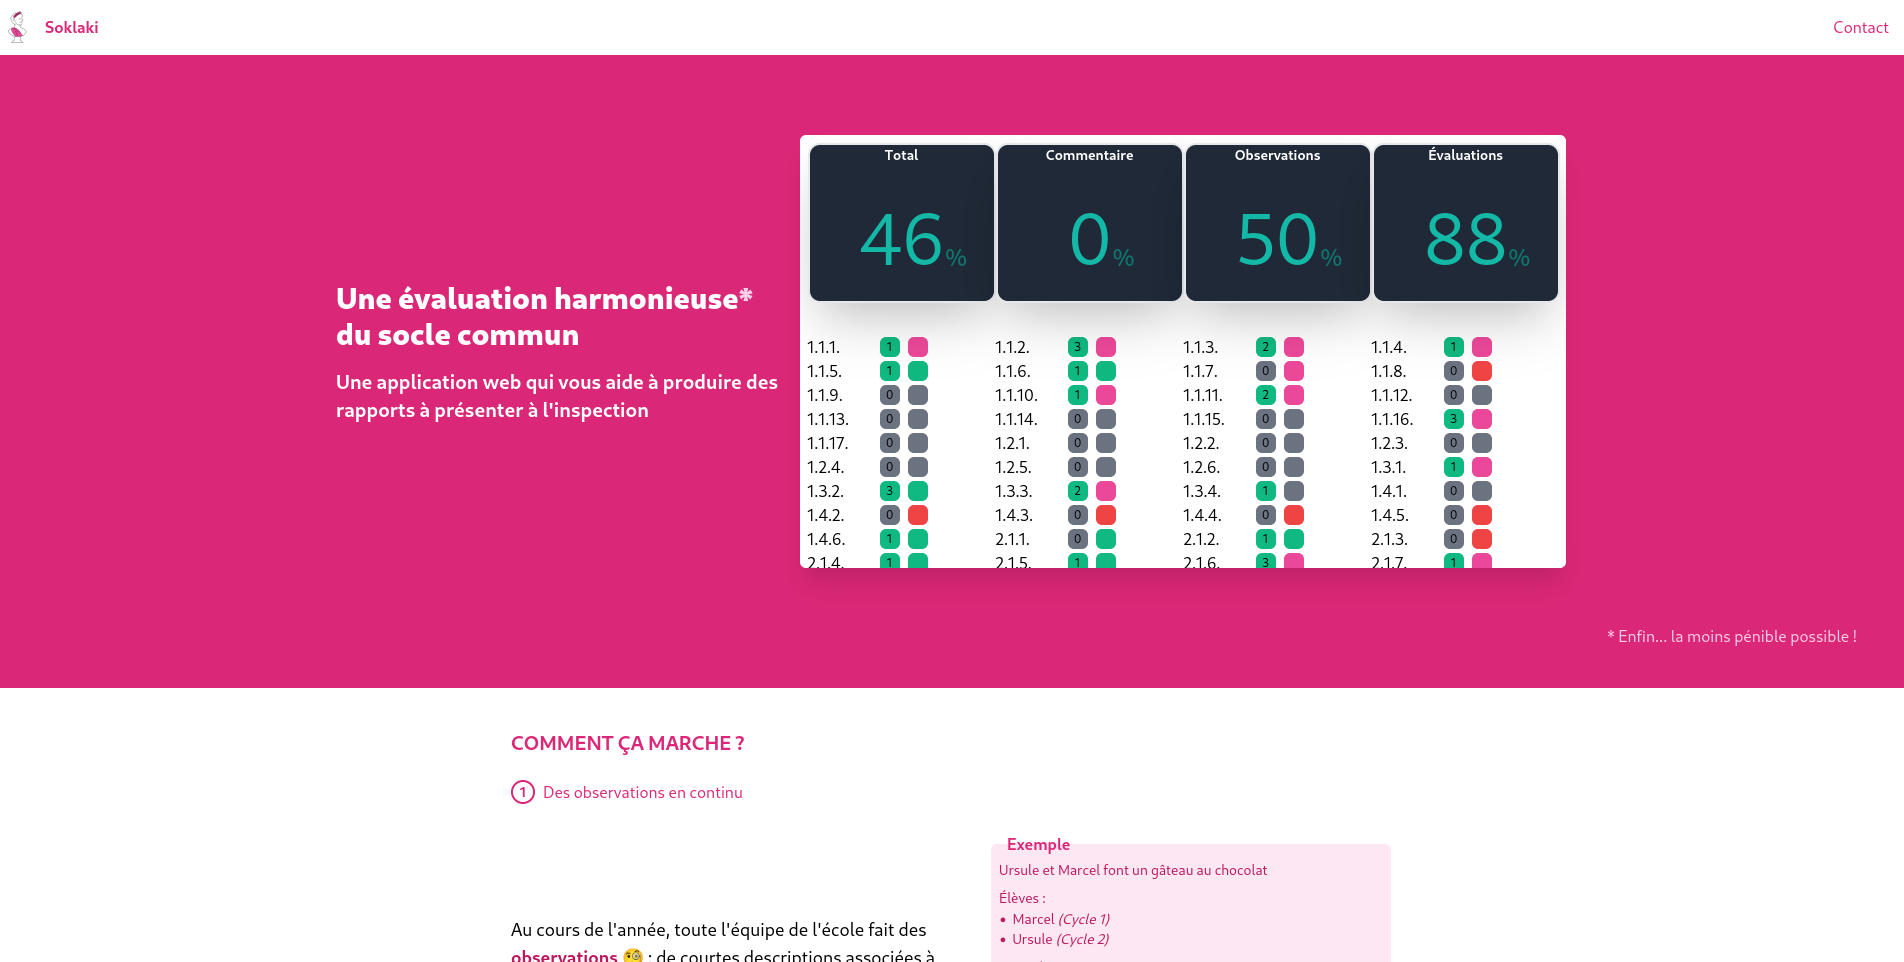 Soklaki
Contact
Total
Commentaire
Observations
Évaluations
46%
0%
50%
88%
Une évaluation harmonieuse*
du socle commun
Une application web qui vous aide à produire des
rapports à présenter à l'inspection
1.1.1. 1 1.1.2. 3 1.1.3. 2 1.1.4. 1
1.1.5. 1 1.1.6. 1 1.1.7. 0 1.1.8. 0
1.1.9. 0 1.1.10. 1 1.1.11. 2 1.1.12. 0
1.1.13. 0 1.1.14. 0 1.1.15. 0 1.1.16. 3
1.1.17. 0 1.2.1. 0 1.2.2. 0 1.2.3. 0
1.2.4. 0 1.2.5. 0 1.2.6. 0 1.3.1. 1
1.3.2. 3 1.3.3. 2 1.3.4. 1 1.4.1. 0
1.4.2. 0 1.4.3. 0 1.4.4. 0 1.4.5. 0
1.4.6. 1 2.1.1. 0 2.1.2. 1 2.1.3. 0
2.1.4. 1 2.1.5. 1 2.1.6. 3 2.1.7. 1
* Enfin... la moins pénible possible !
COMMENT ÇA MARCHE ?
1 Des observations en continu
Exemple
Ursule et Marcel font un gâteau au chocolat
Élèves :
• Marcel (Cycle 1)
• Ursule (Cycle 2)
Au cours de l'année, toute l'équipe de l'école fait des
observations 🧐 : de courtes descriptions associées à